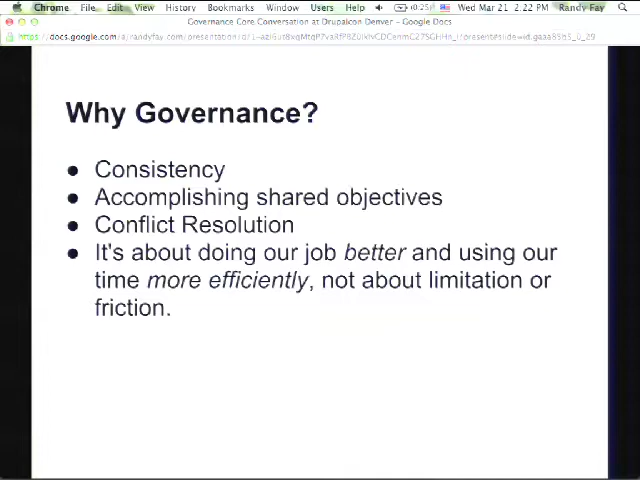 Chrome File Edit View History Bookmarks Window Users Help (0:25) Wed Mar 21 2:22 PM Randy Fay
Governance Core Conversation at Drupalcon Denver – Google Docs
Why Governance?
● Consistency
● Accomplishing shared objectives
● Conflict Resolution
● It's about doing our job better and using our
time more efficiently, not about limitation or
friction.